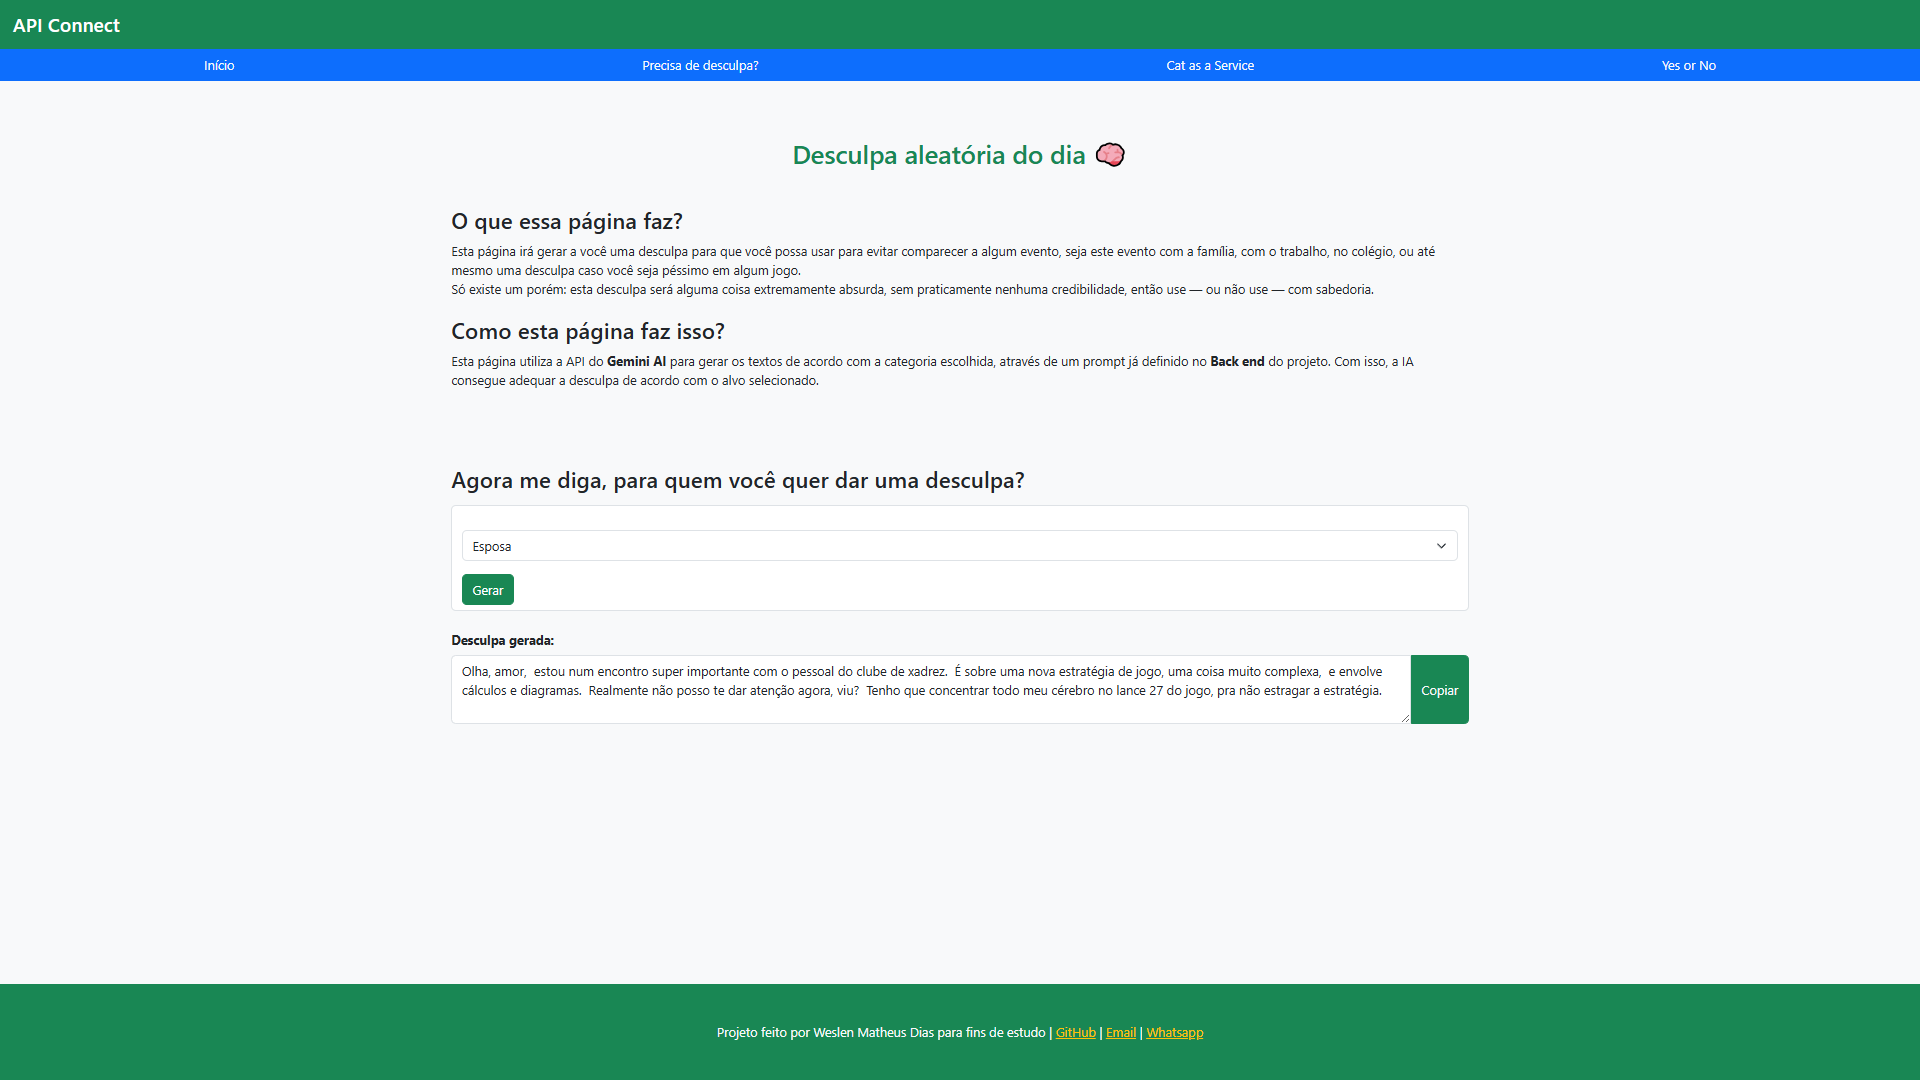 API Connect
Início
Precisa de desculpa?
Cat as a Service
Yes or No
Desculpa aleatória do dia 🧠
O que essa página faz?
Esta página irá gerar a você uma desculpa para que você possa usar para evitar comparecer a algum evento, seja este evento com a família, com o trabalho, no colégio, ou até
mesmo uma desculpa caso você seja péssimo em algum jogo.
Só existe um porém: esta desculpa será alguma coisa extremamente absurda, sem praticamente nenhuma credibilidade, então use — ou não use — com sabedoria.
Como esta página faz isso?
Esta página utiliza a API do Gemini AI para gerar os textos de acordo com a categoria escolhida, através de um prompt já definido no Back end do projeto. Com isso, a IA
consegue adequar a desculpa de acordo com o alvo selecionado.
Agora me diga, para quem você quer dar uma desculpa?
Esposa
Gerar
Desculpa gerada:
Olha, amor,  estou num encontro super importante com o pessoal do clube de xadrez.  É sobre uma nova estratégia de jogo, uma coisa muito complexa,  e envolve
cálculos e diagramas.  Realmente não posso te dar atenção agora, viu?  Tenho que concentrar todo meu cérebro no lance 27 do jogo, pra não estragar a estratégia.
Copiar
Projeto feito por Weslen Matheus Dias para fins de estudo | GitHub | Email | Whatsapp